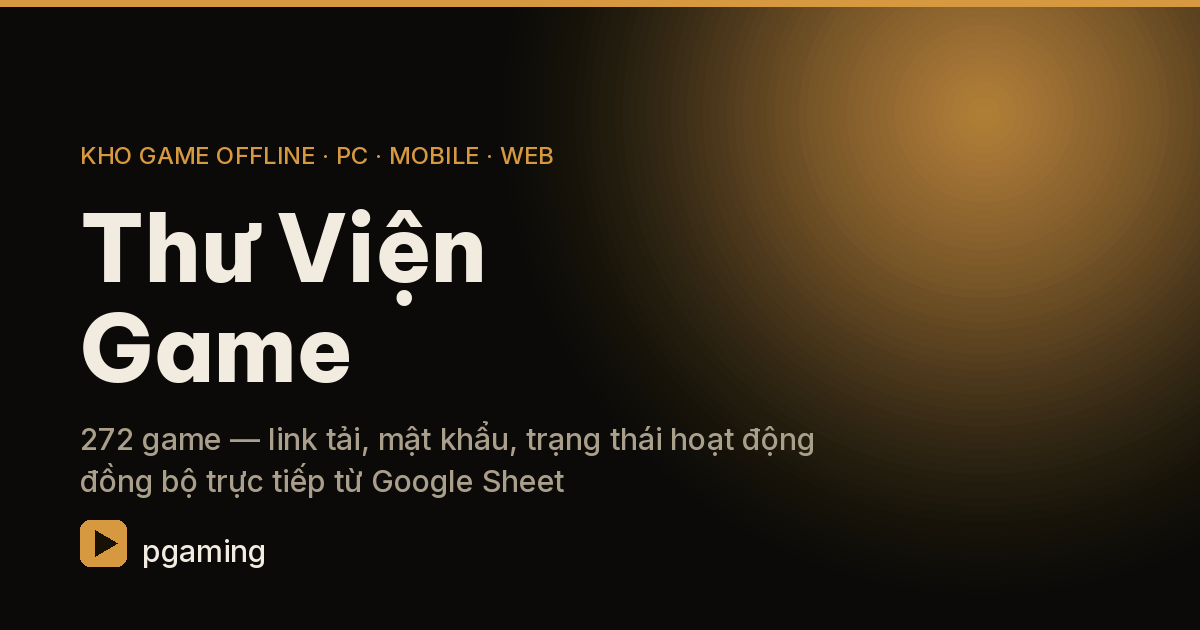 KHO GAME OFFLINE · PC · MOBILE · WEB
Thư Viện
Game
272 game — link tải, mật khẩu, trạng thái hoạt động
đồng bộ trực tiếp từ Google Sheet
pgaming